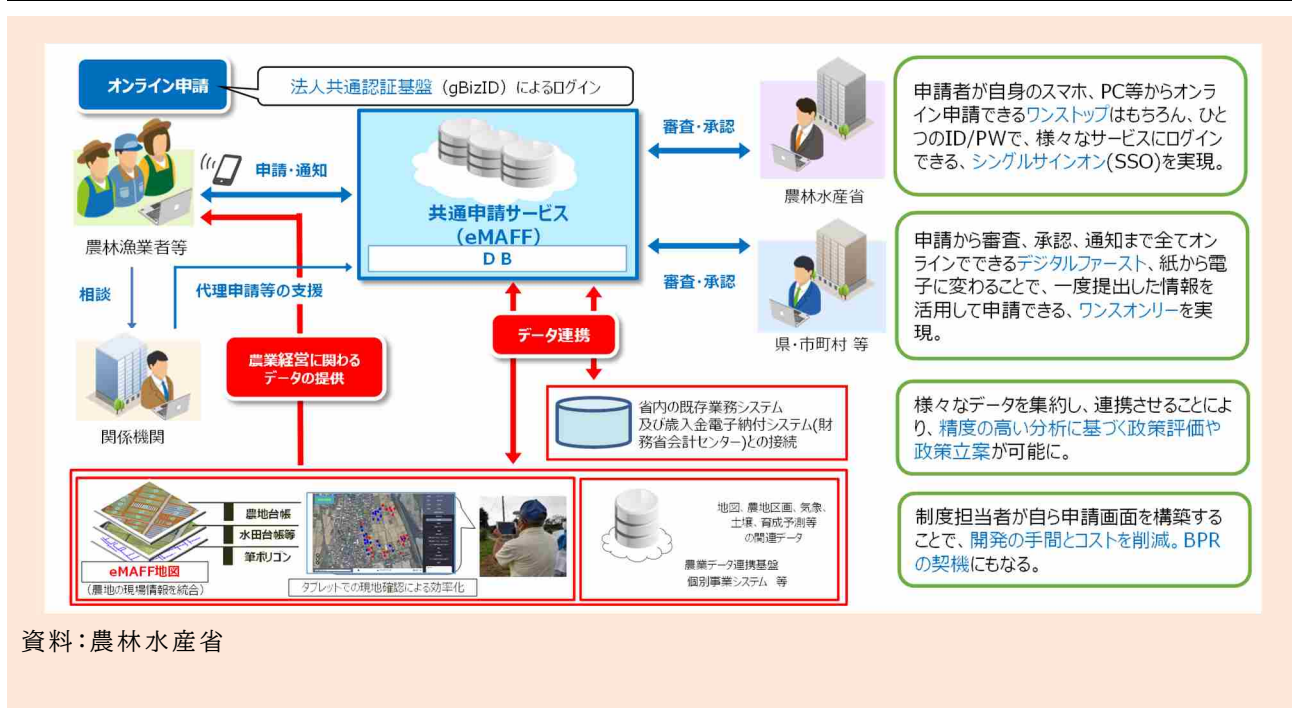 オンライン申請
法人共通認証基盤（gBizID）によるログイン
申請・通知
農林漁業者等
共通申請サービス
（eMAFF）
ＤＢ
審査・承認
農林水産省
審査・承認
県・市町村 等
相談
代理申請等の支援
関係機関
農業経営に関わる
データの提供
データ連携
省内の既存業務システム
及び歳入金電子納付システム(財
務省会計センター)との接続
農地台帳
水田台帳等
筆ポリゴン
eMAFF地図
（農地の現場情報を統合）
タブレットでの現地確認による効率化
地図、農地区画、気象、
土壌、育成予測等
の関連データ
農業データ連携基盤
個別事業システム 等
申請者が自身のスマホ、PC等からオンラ
イン申請できるワンストップはもちろん、ひと
つのID/PWで、様々なサービスにログイン
できる、シングルサインオン(SSO)を実現。
申請から審査、承認、通知まで全てオン
ラインでできるデジタルファースト、紙から電
子に変わることで、一度提出した情報を
活用して申請できる、ワンスオンリーを実
現。
様々なデータを集約し、連携させることによ
り、精度の高い分析に基づく政策評価や
政策立案が可能に。
制度担当者が自ら申請画面を構築する
ことで、開発の手間とコストを削減。BPR
の契機にもなる。
資料：農林水産省